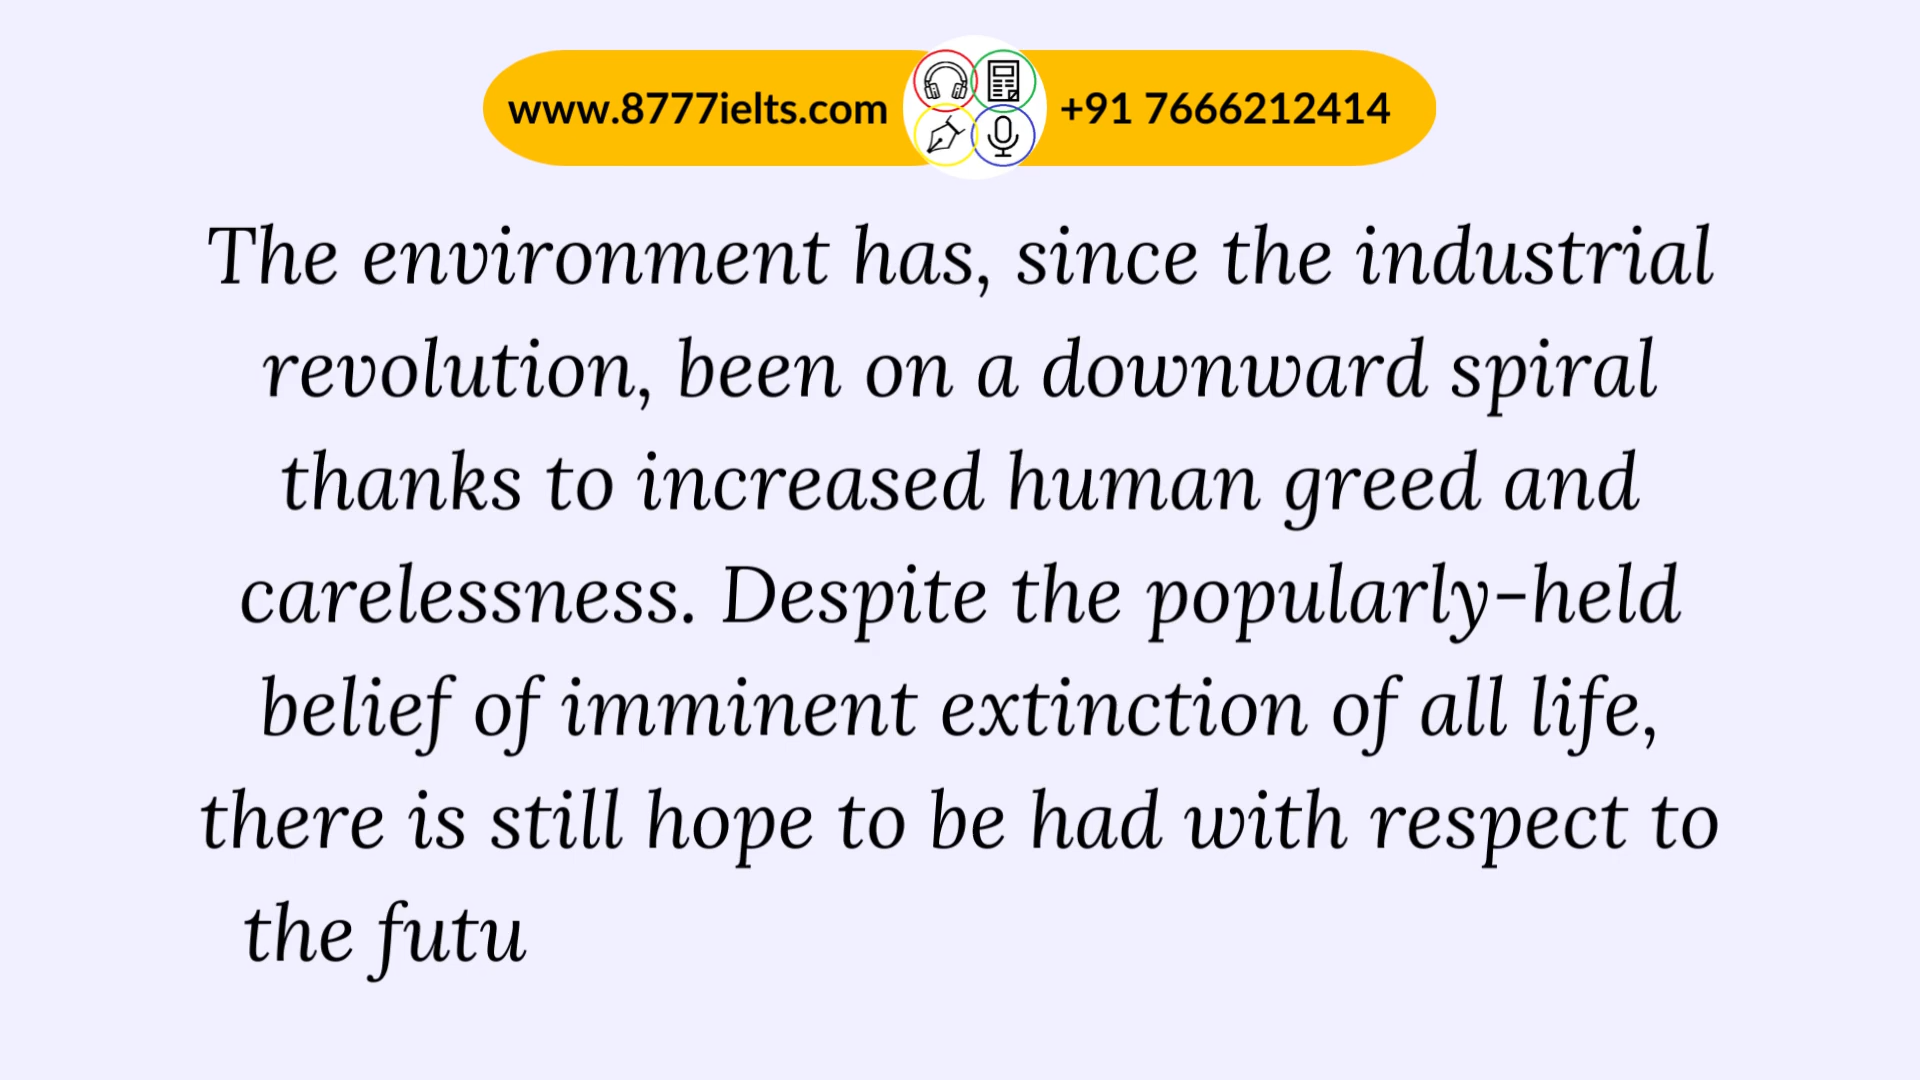 www.8777ielts.com +91 7666212414
The environment has, since the industrial
revolution, been on a downward spiral
thanks to increased human greed and
carelessness. Despite the popularly-held
belief of imminent extinction of all life,
there is still hope to be had with respect to
the futu